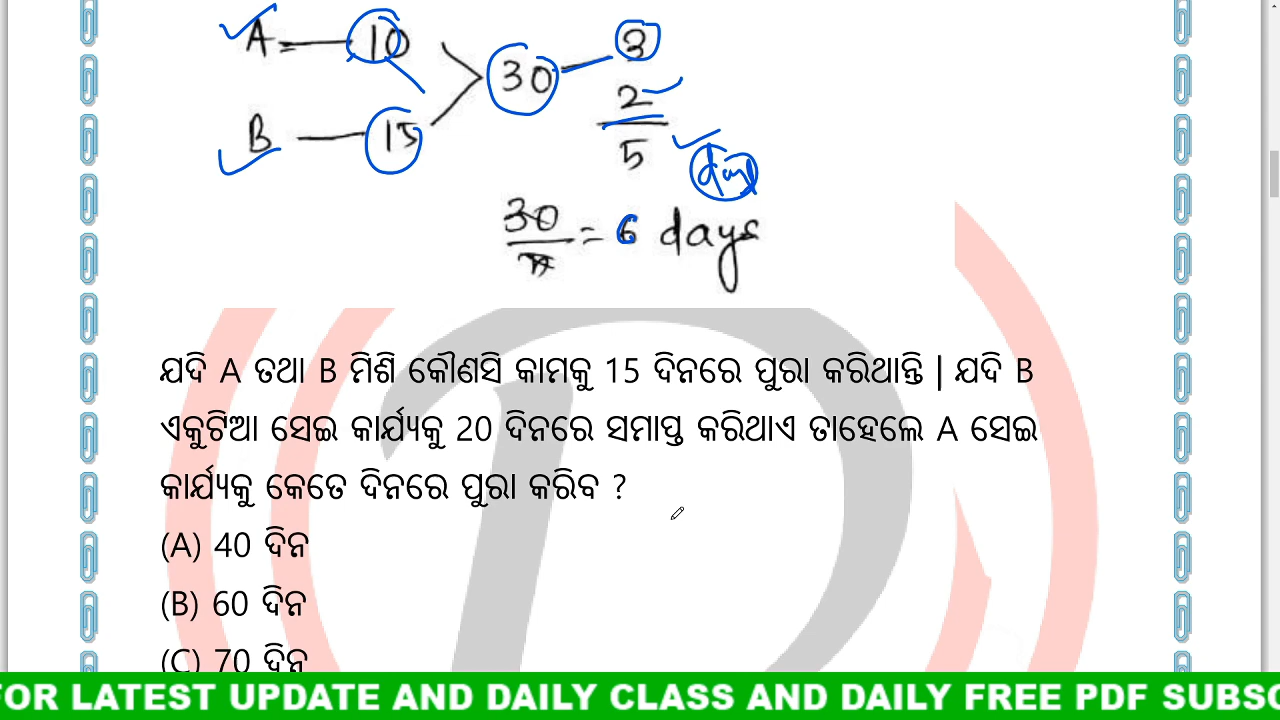 A — 10
30 — 3
2
B — 15
5
days
30 = 6 days
ଯଦି A ତଥା B ମିଶି କୌଣସି କାମକୁ 15 ଦିନରେ ପୁରା କରିଥାନ୍ତି | ଯଦି B
ଏକୁଟିଆ ସେଇ କାର୍ଯ୍ୟକୁ 20 ଦିନରେ ସମାପ୍ତ କରିଥାଏ ତାହେଲେ A ସେଇ
କାର୍ଯ୍ୟକୁ କେତେ ଦିନରେ ପୁରା କରିବ ?
(A) 40 ଦିନ
(B) 60 ଦିନ
(C) 70 ଦିନ
FOR LATEST UPDATE AND DAILY CLASS AND DAILY FREE PDF SUBSC